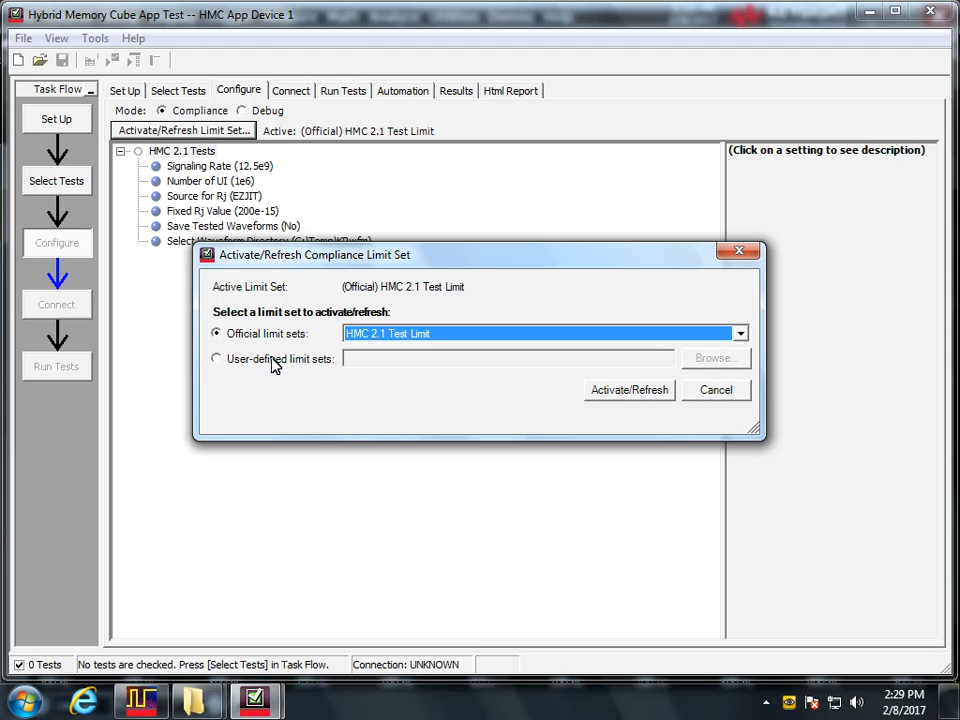 Hybrid Memory Cube App Test -- HMC App Device 1
File View Tools Help
Task Flow
Set Up Select Tests Configure Connect Run Tests Automation Results Html Report
Mode: Compliance Debug
Activate/Refresh Limit Set... Active: (Official) HMC 2.1 Test Limit
Set Up
Select Tests
Configure
Connect
Run Tests
HMC 2.1 Tests
Signaling Rate (12.5e9)
Number of UI (1e6)
Source for Rj (EZJIT)
Fixed Rj Value (200e-15)
Save Tested Waveforms (No)
Select Waveform Directory
(Click on a setting to see description)
Activate/Refresh Compliance Limit Set
Active Limit Set: (Official) HMC 2.1 Test Limit
Select a limit set to activate/refresh:
Official limit sets: HMC 2.1 Test Limit
User-defined limit sets: Browse...
Activate/Refresh Cancel
0 Tests No tests are checked. Press [Select Tests] in Task Flow. Connection: UNKNOWN
2:29 PM
2/8/2017